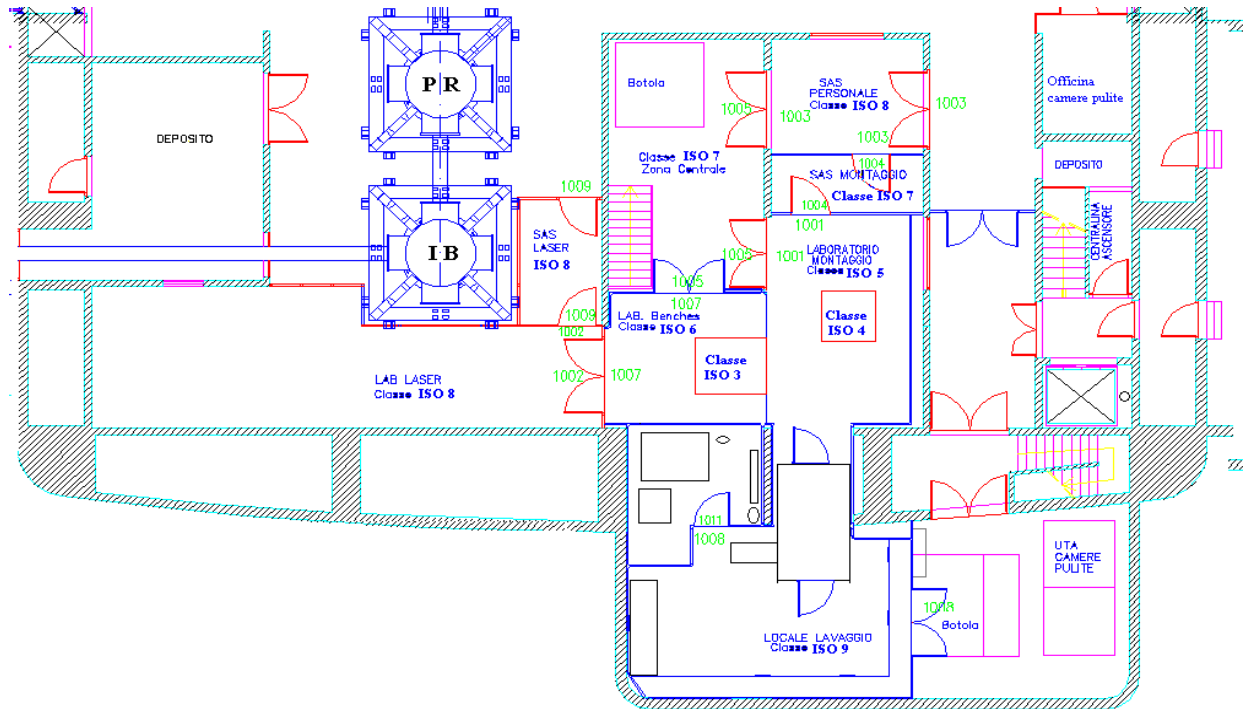 P R
DEPOSITO
I B
SAS
LASER
ISO 8
1009
1009
1002
1002
LAB LASER
Classe ISO 8
Botola
1005
1003
SAS
PERSONALE
Classe ISO 8
1003
1003
Classe ISO 7
Zona Centrale
1004
SAS MONTAGGIO
Classe ISO 7
1004
1001
1005
1001
LABORATORIO
MONTAGGIO
Classe ISO 5
1005
1007
LAB. Benches
Classe ISO 6
Classe
ISO 4
Classe
ISO 3
1007
Officina
camere pulite
DEPOSITO
CENTRALINA
ASCENSORE
1011
1008
LOCALE LAVAGGIO
Classe ISO 9
Botola
UTA
CAMERE
PULITE